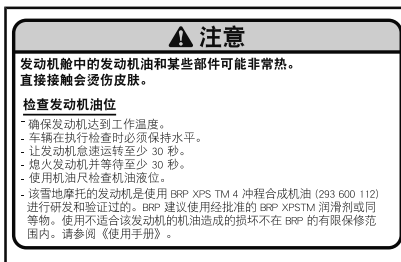 注意
发动机舱中的发动机油和某些部件可能非常热。
直接接触会烫伤皮肤。
检查发动机油位
- 确保发动机达到工作温度。
- 车辆在执行检查时必须保持水平。
- 让发动机怠速运转至少 30 秒。
- 熄火发动机并等待至少 30 秒。
- 使用机油尺检查机油液位。
- 该雪地摩托的发动机是使用 BRP XPS TM 4 冲程合成机油 (293 600 112)
进行研发和验证过的。BRP 建议使用经批准的 BRP XPSTM 润滑剂或同
等物。使用不适合该发动机的机油造成的损坏不在 BRP 的有限保修范
围内。请参阅《使用手册》。